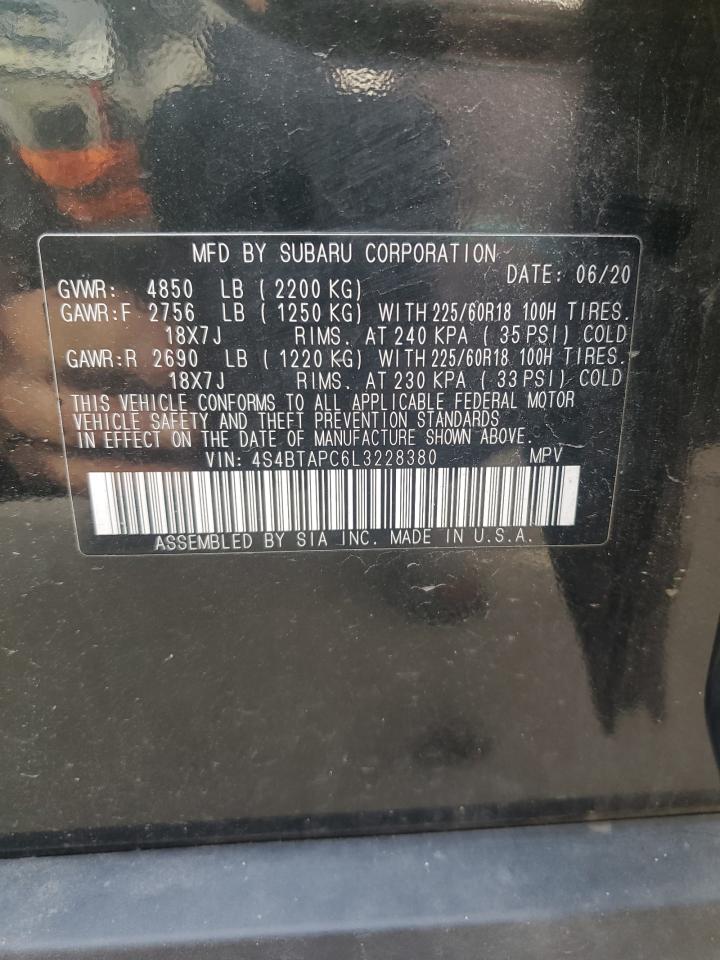 MFD BY SUBARU CORPORATION
DATE: 06/20
GVWR: 4850 LB ( 2200 KG)
GAWR:F 2756 LB ( 1250 KG) WITH 225/60R18 100H TIRES.
18X7J RIMS. AT 240 KPA ( 35 PSI) COLD
GAWR:R 2690 LB ( 1220 KG) WITH 225/60R18 100H TIRES.
18X7J RIMS. AT 230 KPA ( 33 PSI) COLD
THIS VEHICLE CONFORMS TO ALL APPLICABLE FEDERAL MOTOR
VEHICLE SAFETY AND THEFT PREVENTION STANDARDS
IN EFFECT ON THE DATE OF MANUFACTURE SHOWN ABOVE.
VIN: 4S4BTAPC6L3228380 MPV
ASSEMBLED BY SIA INC. MADE IN U.S.A.